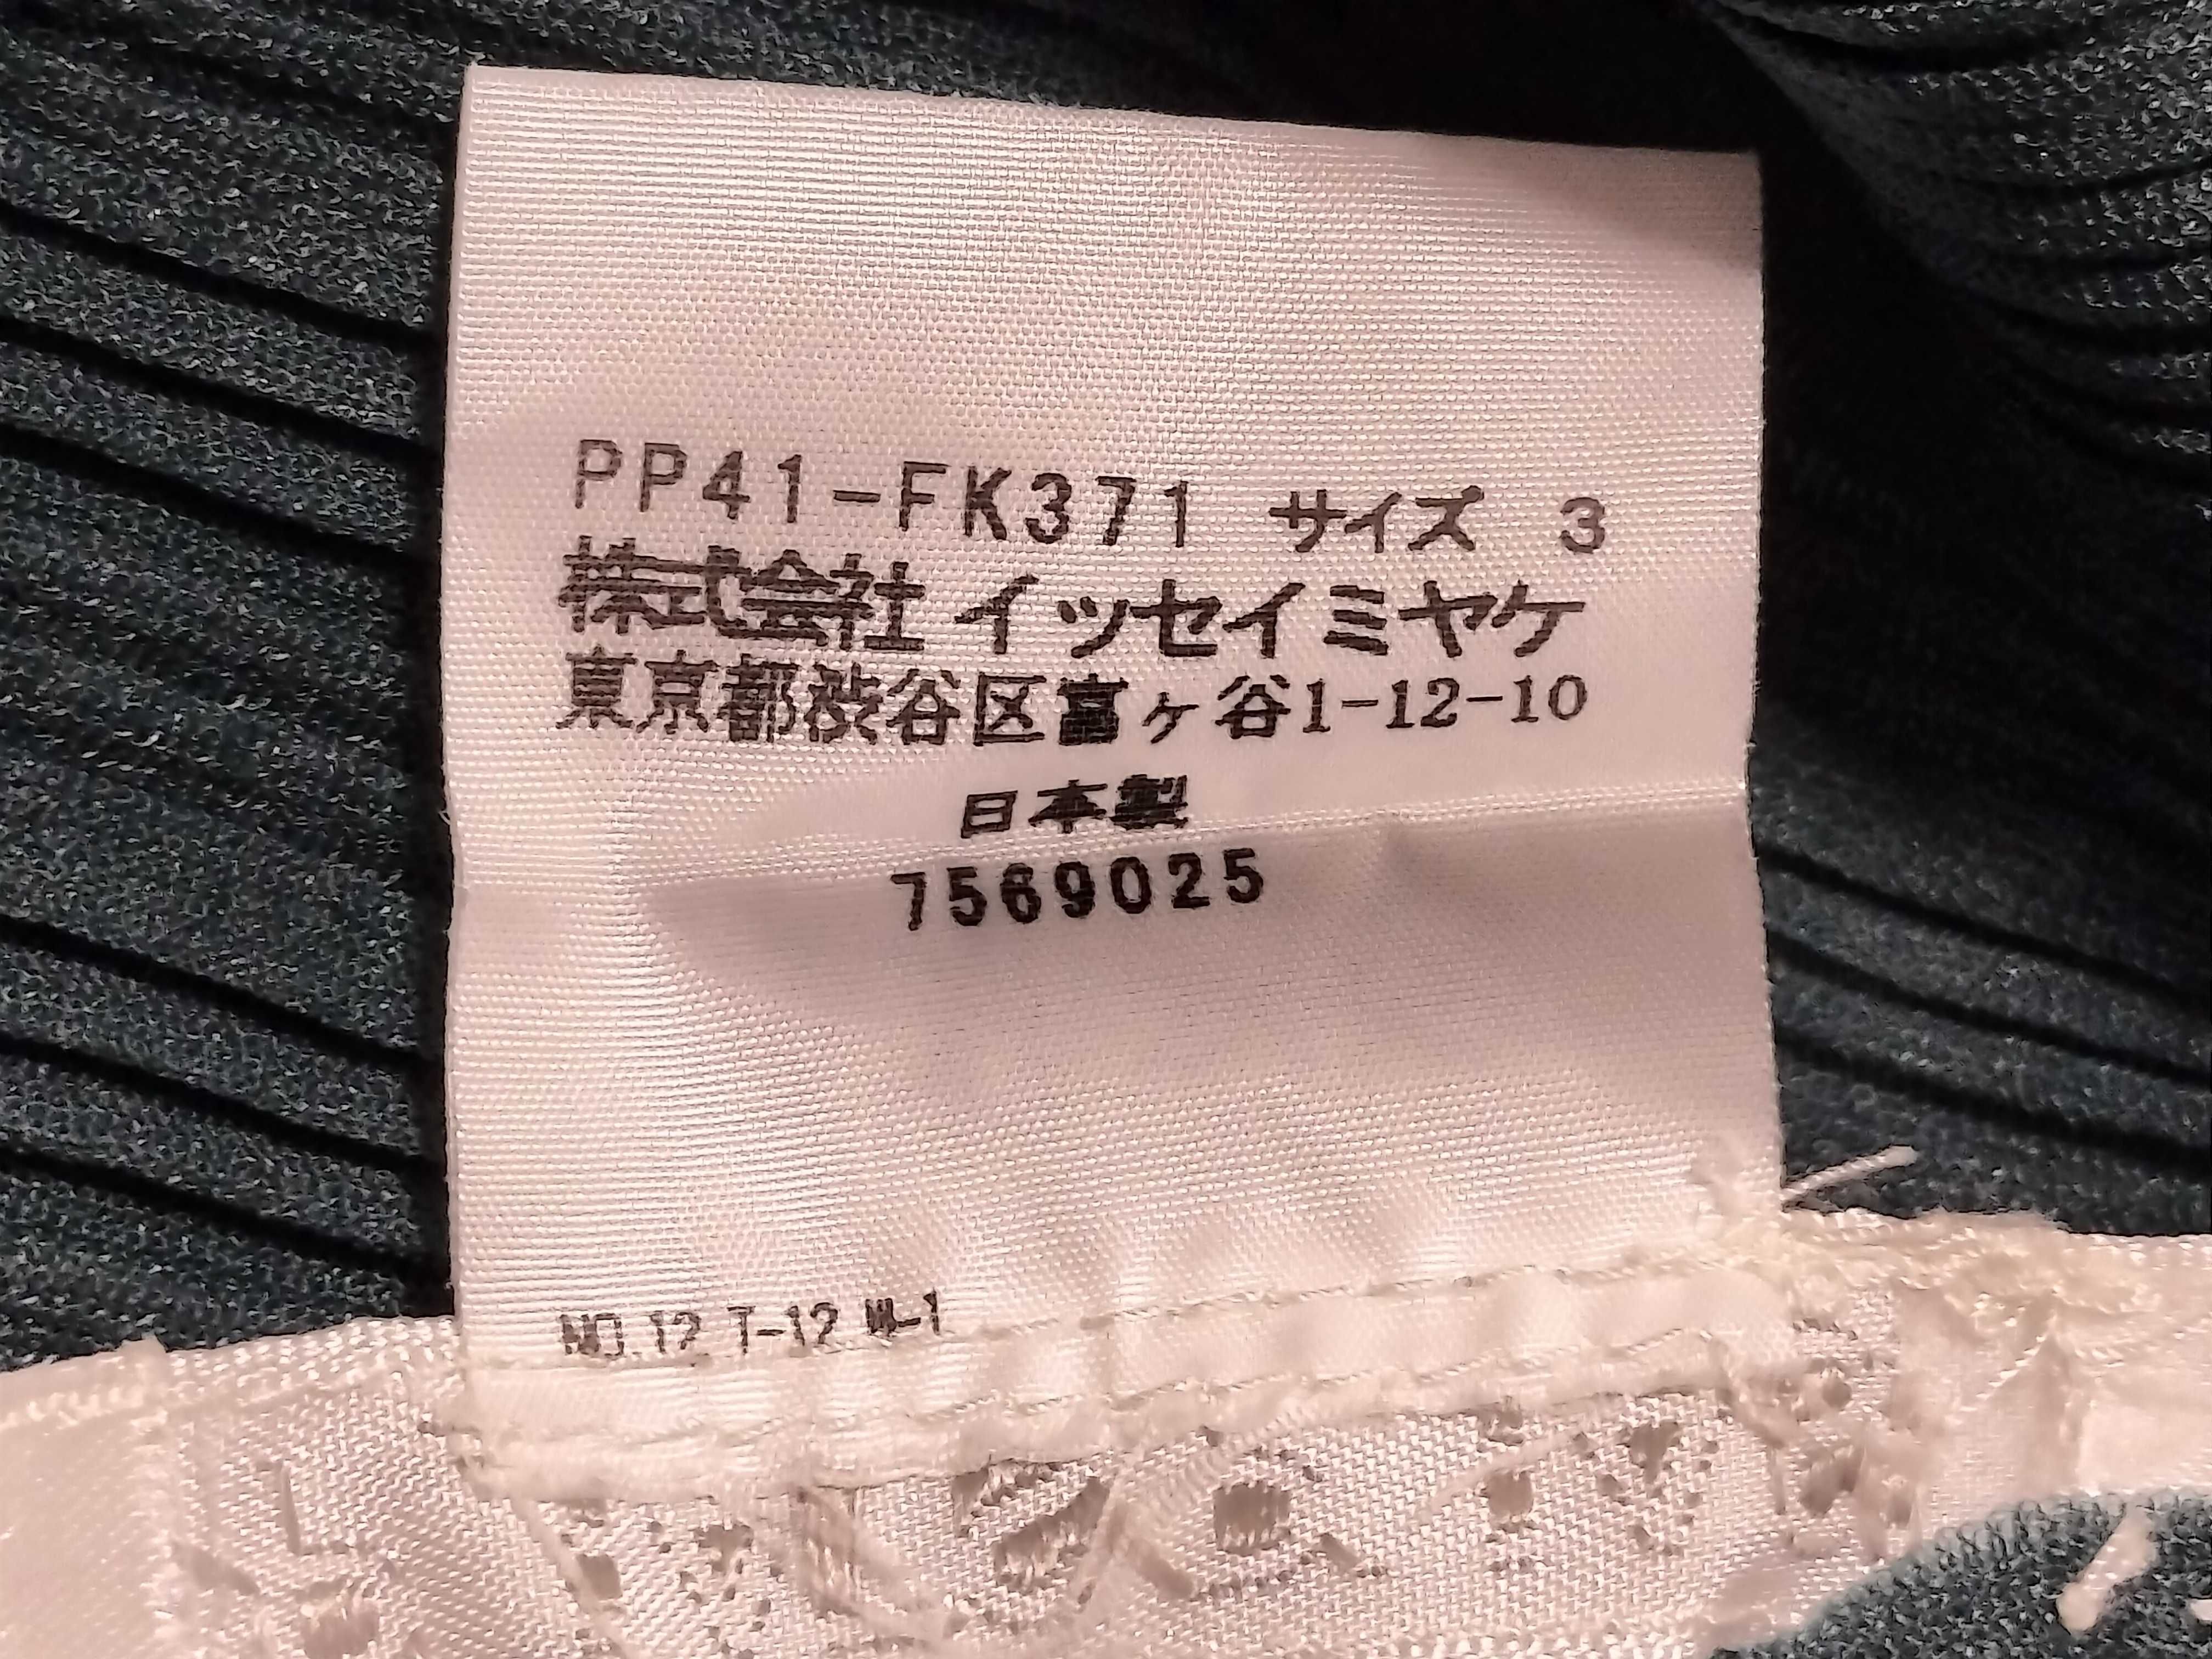 PP41-FK371 サイズ 3
株式会社イッセイミヤケ
東京都渋谷区富ヶ谷1-12-10
日本製
7569025
NO.12 T-12 W-1